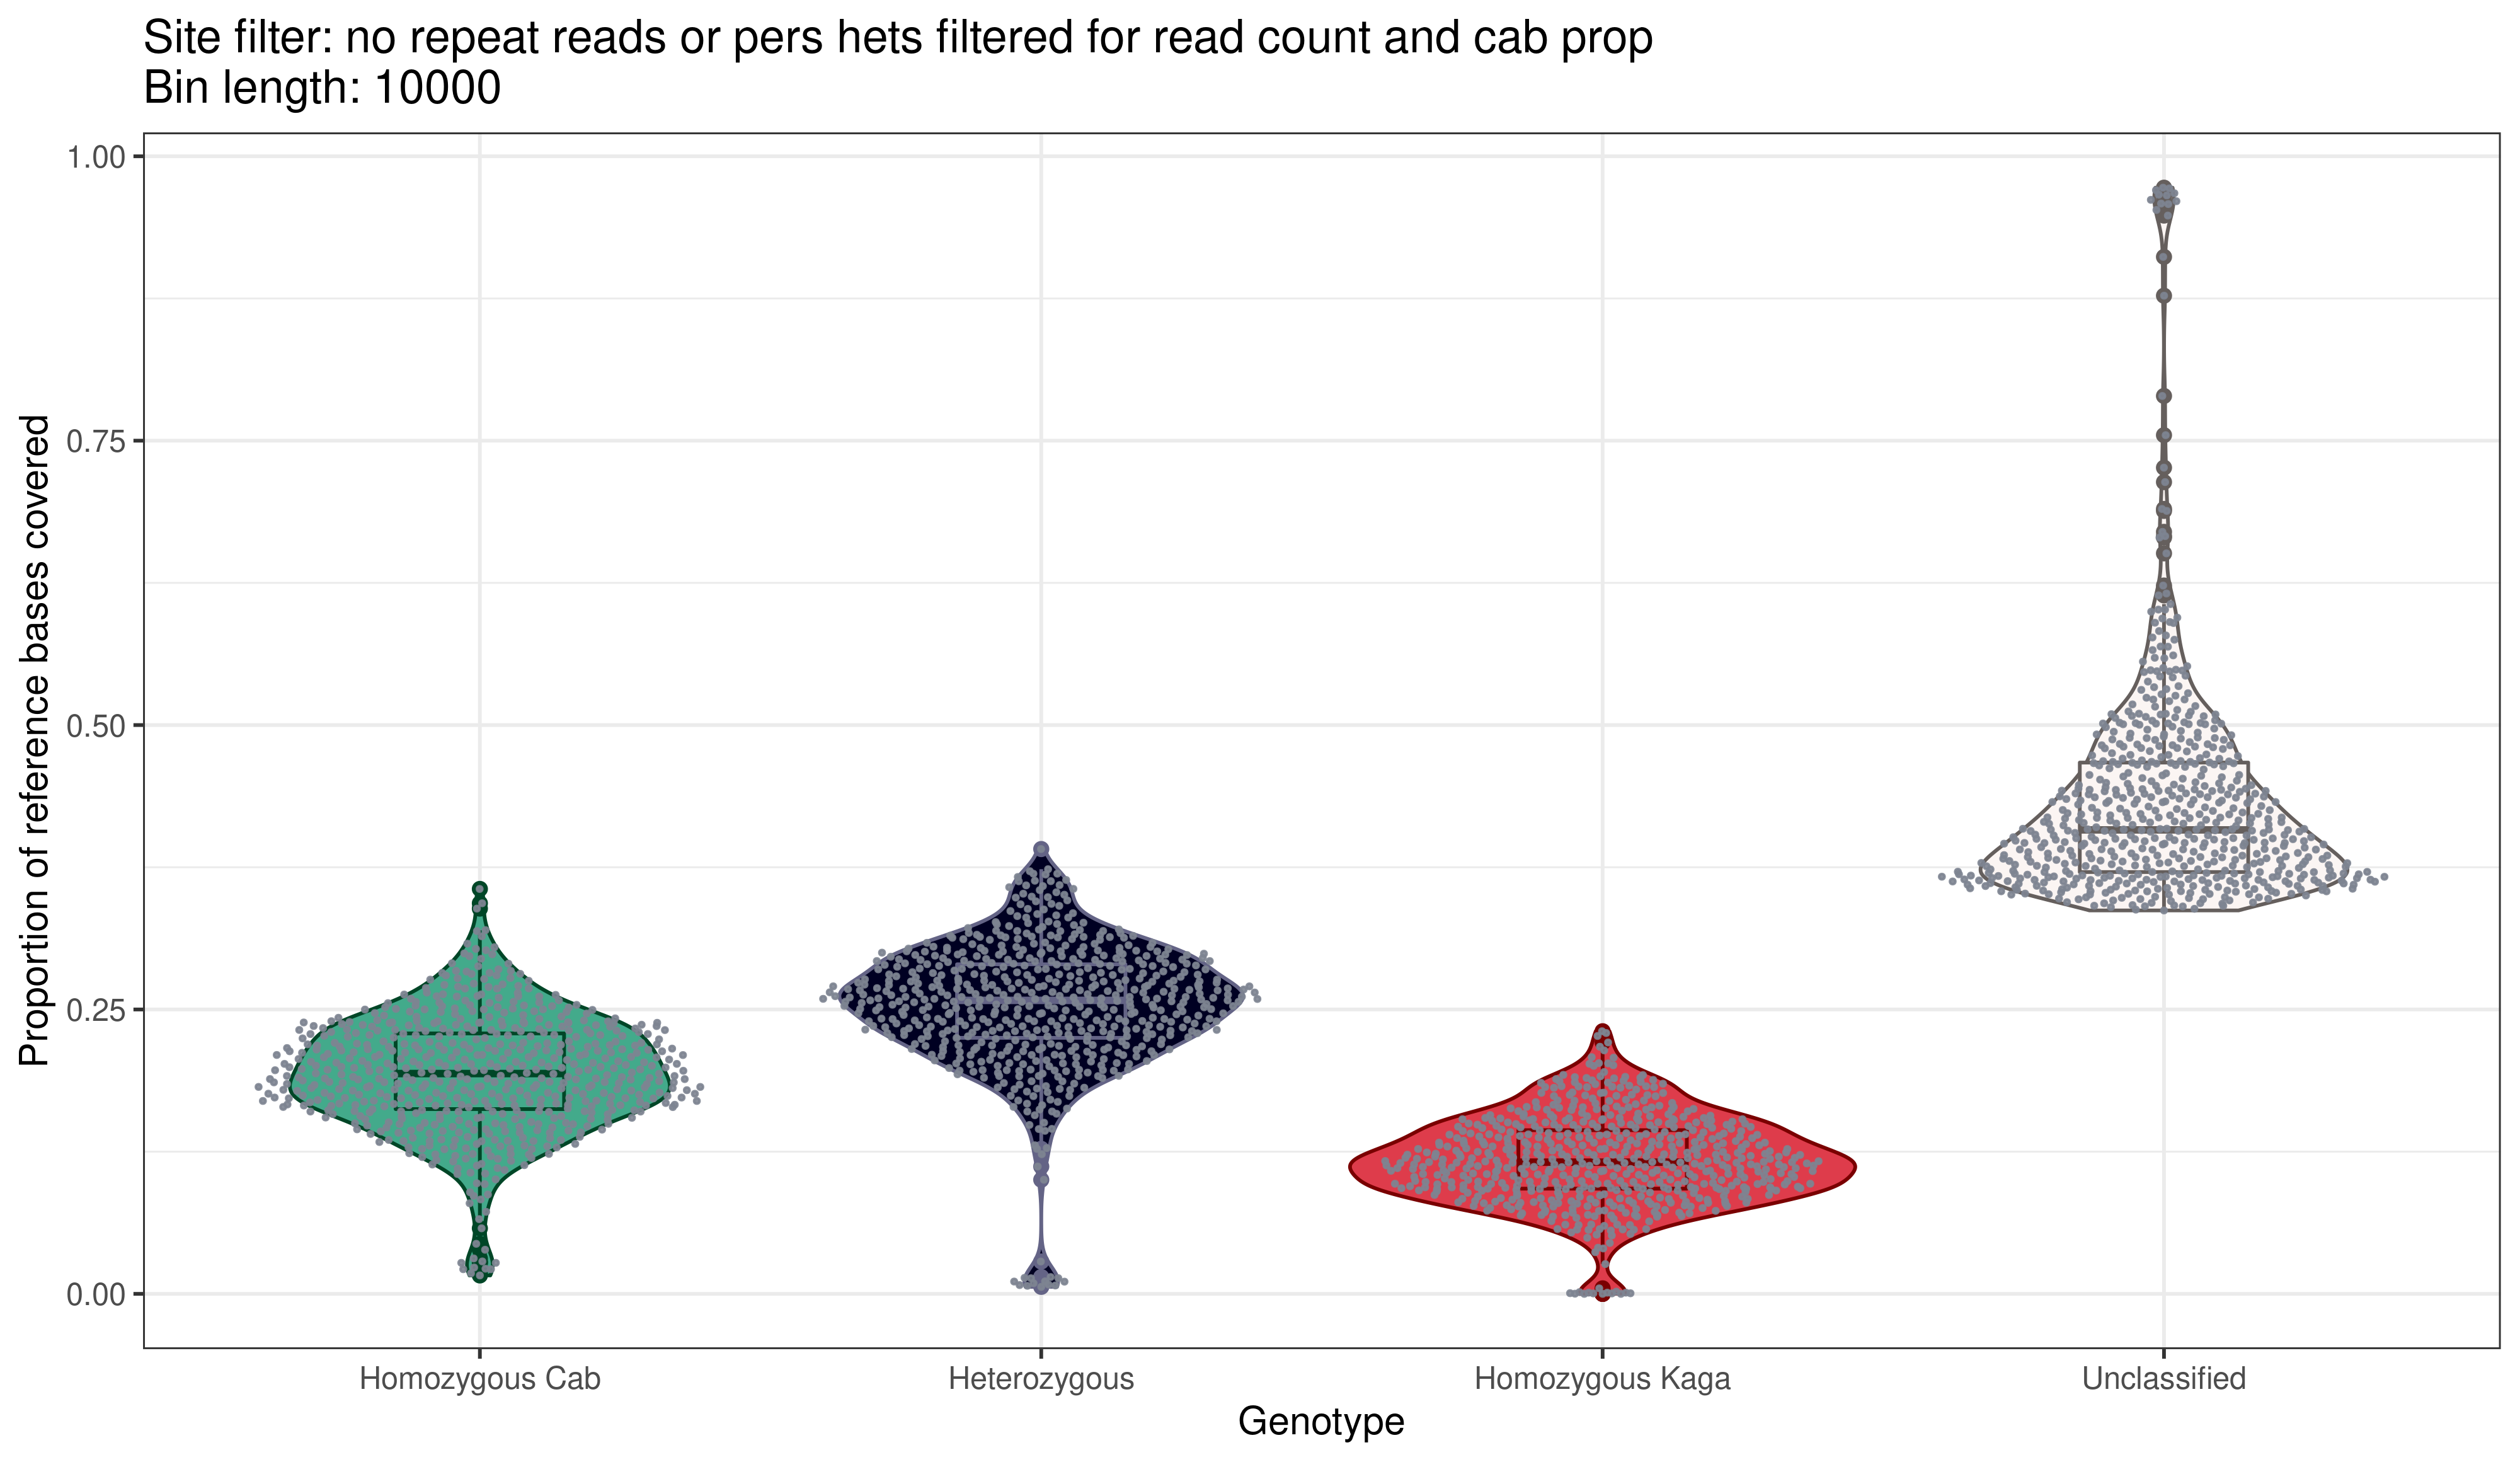 Site filter: no repeat reads or pers hets filtered for read count and cab prop
Bin length: 10000
Proportion of reference bases covered
1.00
0.75
0.50
0.25
0.00
Homozygous Cab
Heterozygous
Homozygous Kaga
Unclassified
Genotype